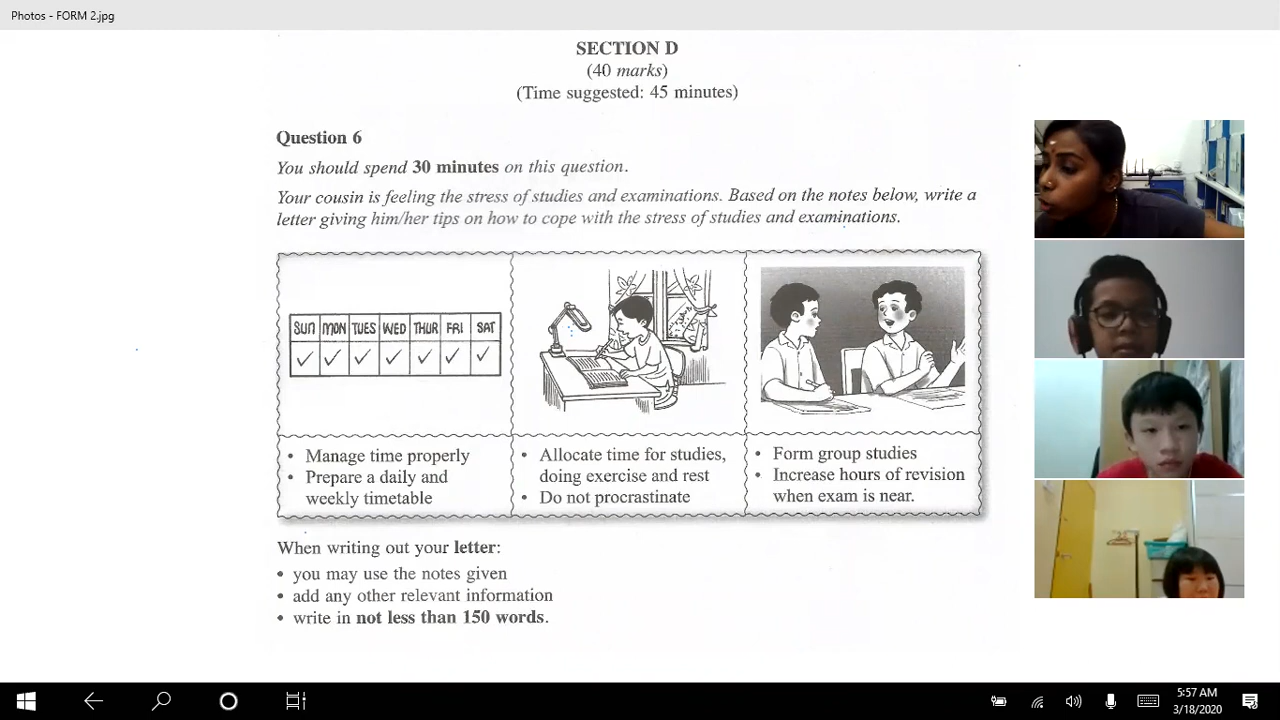 Photos - FORM 2.jpg
SECTION D
(40 marks)
(Time suggested: 45 minutes)
Question 6
You should spend 30 minutes on this question.
Your cousin is feeling the stress of studies and examinations. Based on the notes below, write a
letter giving him/her tips on how to cope with the stress of studies and examinations.
SUN MON TUES WED THUR FRI SAT
• Manage time properly
• Prepare a daily and
weekly timetable
• Allocate time for studies,
doing exercise and rest
• Do not procrastinate
• Form group studies
• Increase hours of revision
when exam is near.
When writing out your letter:
• you may use the notes given
• add any other relevant information
• write in not less than 150 words.
5:57 AM
3/18/2020